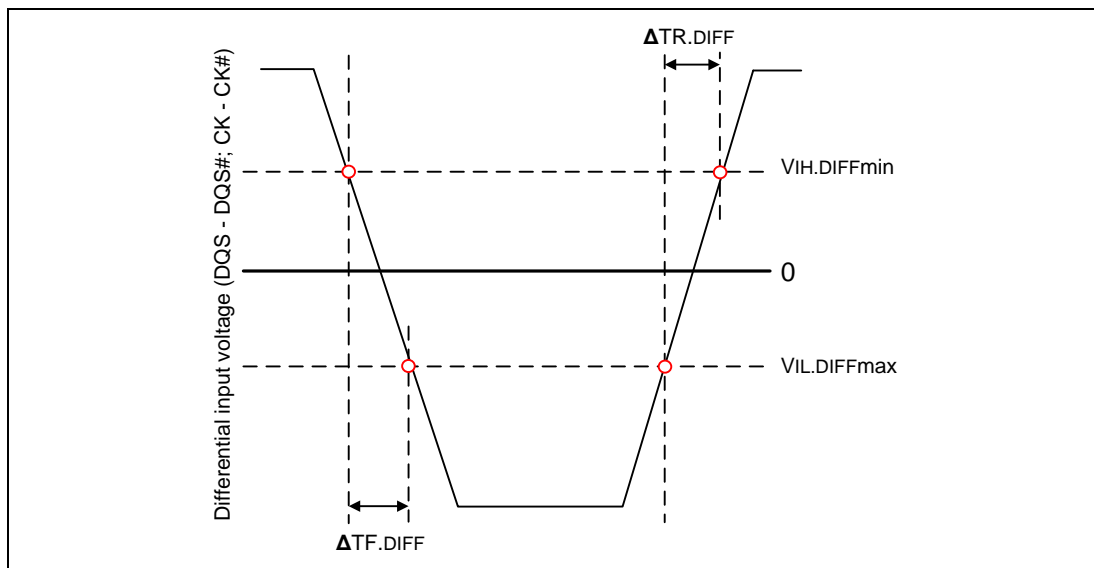 ΔTR.DIFF
Differential input voltage (DQS - DQS#; CK - CK#)
VIH.DIFFmin
0
VIL.DIFFmax
ΔTF.DIFF